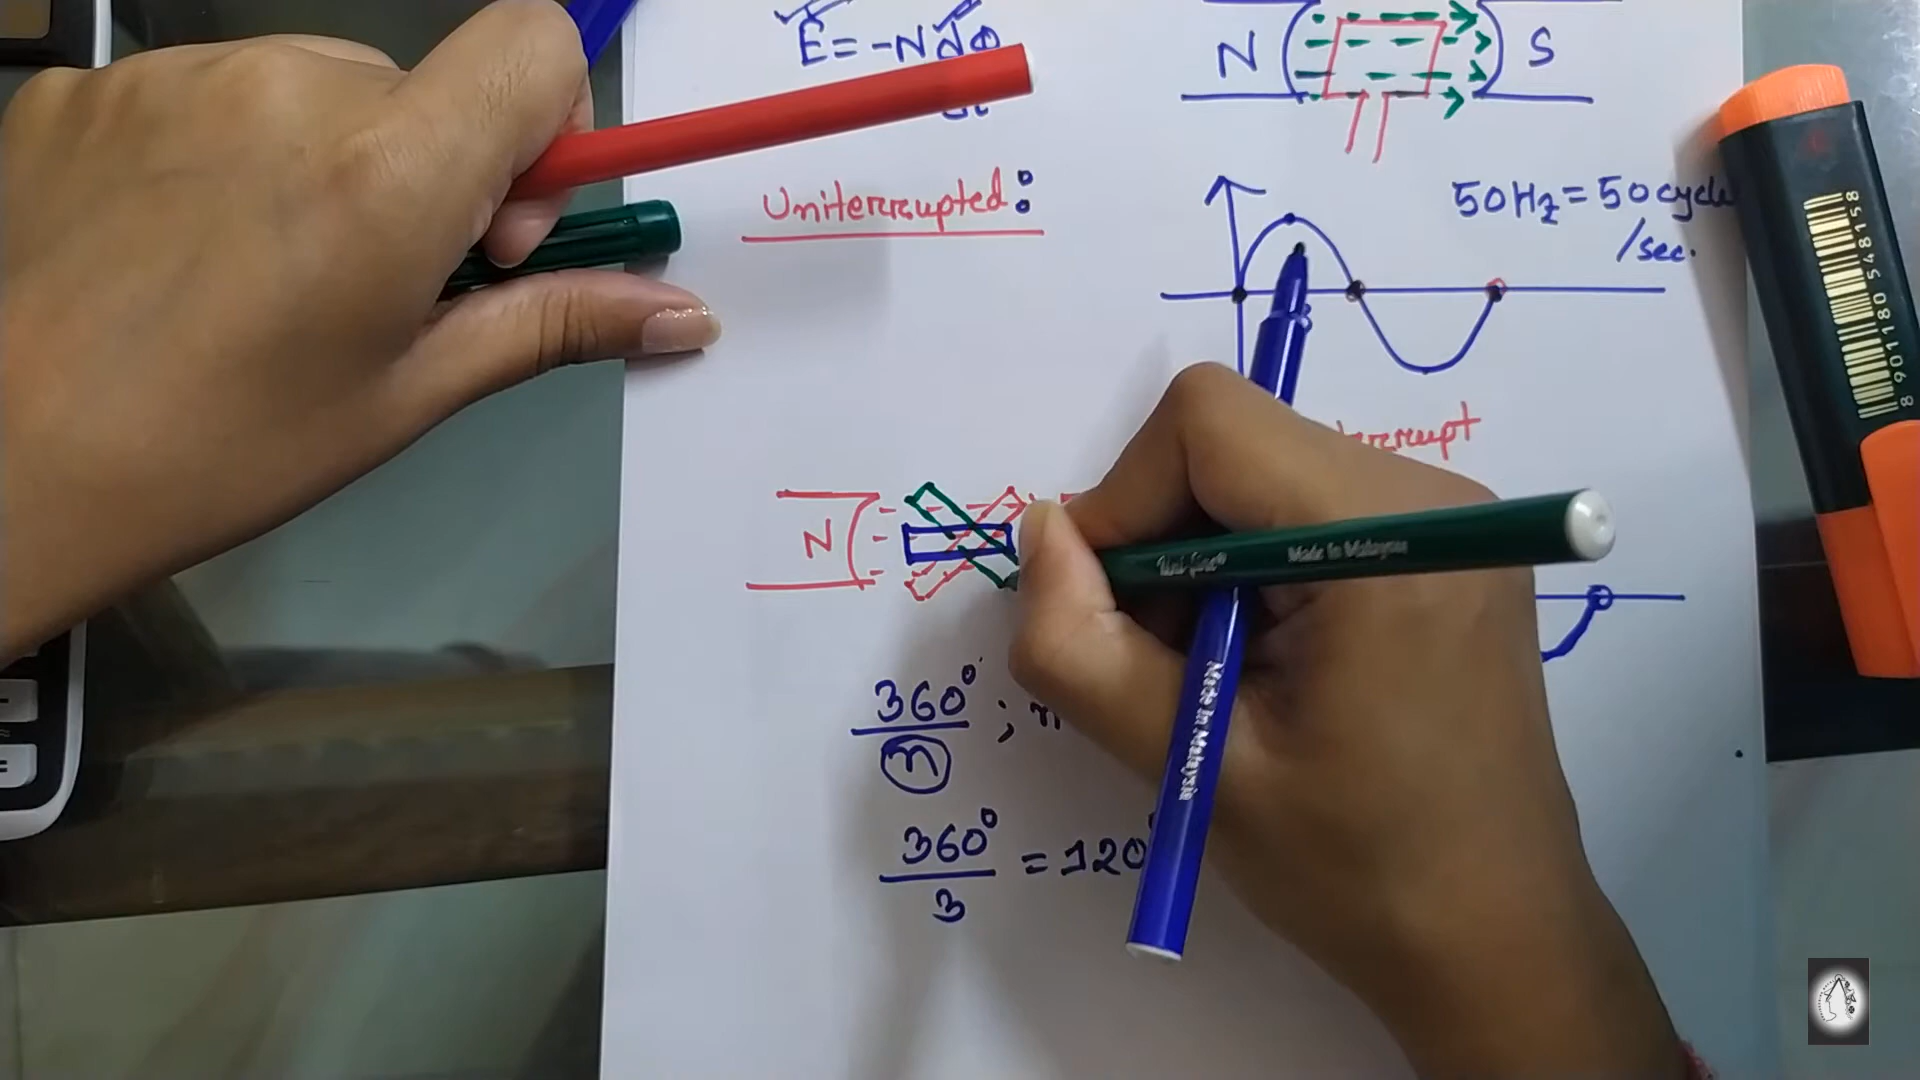 E = -N dΦ
N S
Uniterrupted:
50Hz = 50 cycle
/sec.
N
360°
n
;
360°
3
= 120
Made In Malaysia
Made In Malaysia
8 901180 548158